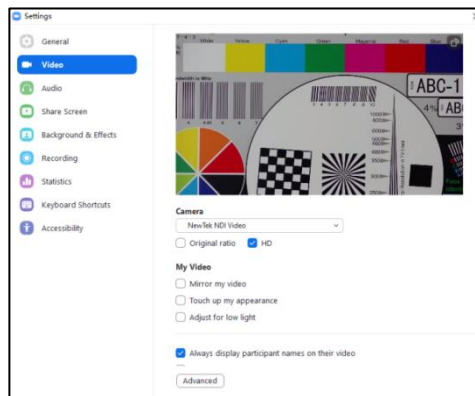 Settings
General
Video
Audio
Share Screen
Background & Effects
Recording
Statistics
Keyboard Shortcuts
Accessibility
White Yellow Cyan Green Magenta Red Blue
ABC-1
4%
Camera
NewTek NDI Video
Original ratio HD
My Video
Mirror my video
Touch up my appearance
Adjust for low light
Always display participant names on their video
Advanced